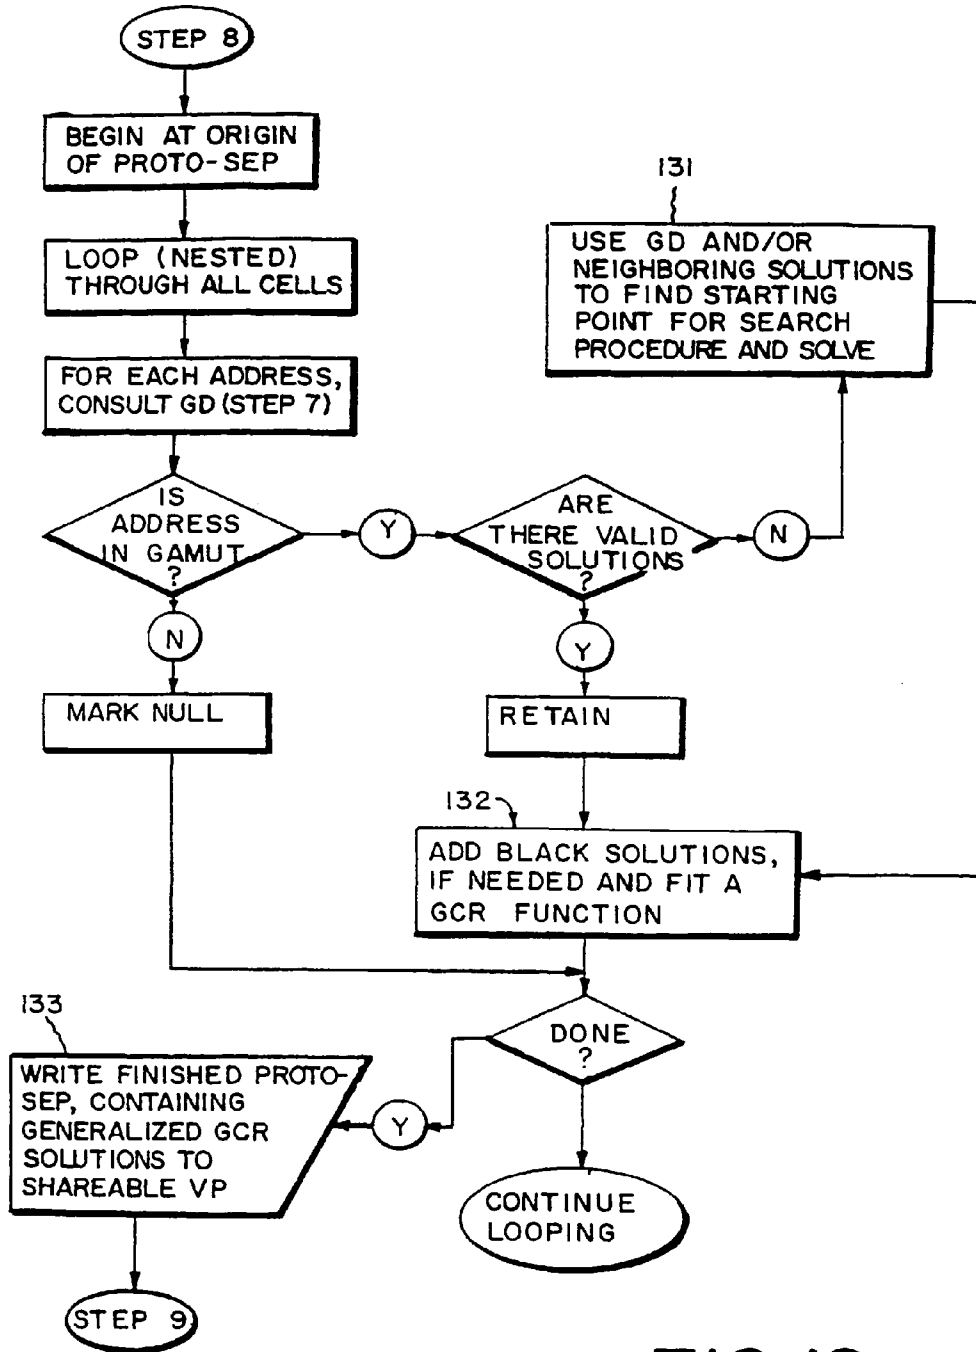 STEP 8
BEGIN AT ORIGIN
OF PROTO-SEP
LOOP (NESTED)
THROUGH ALL CELLS
FOR EACH ADDRESS,
CONSULT GD (STEP 7)
IS
ADDRESS
IN GAMUT
?
Y
ARE
THERE VALID
SOLUTIONS
?
N
131
USE GD AND/OR
NEIGHBORING SOLUTIONS
TO FIND STARTING
POINT FOR SEARCH
PROCEDURE AND SOLVE
N
Y
MARK NULL
RETAIN
132
ADD BLACK SOLUTIONS,
IF NEEDED AND FIT A
GCR FUNCTION
DONE
?
133
WRITE FINISHED PROTO-
SEP, CONTAINING
GENERALIZED GCR
SOLUTIONS TO
SHAREABLE VP
Y
CONTINUE
LOOPING
STEP 9